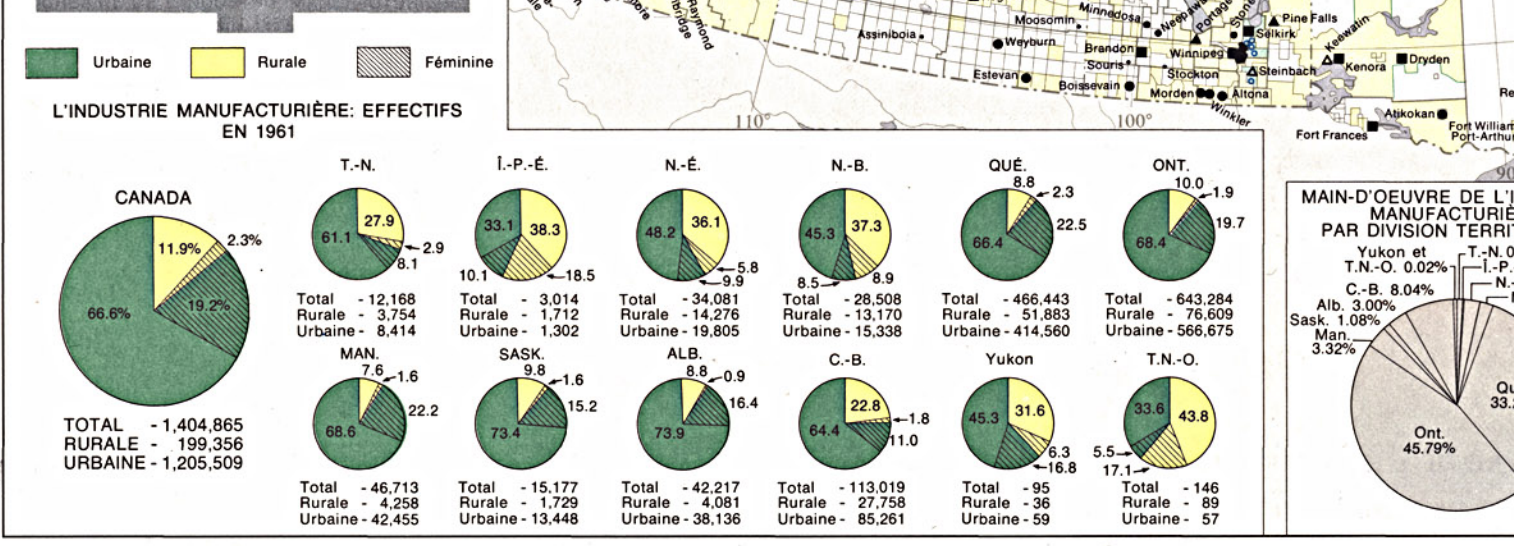 Urbaine
Rurale
Féminine
L'INDUSTRIE MANUFACTURIÈRE: EFFECTIFS
EN 1961
CANADA
11.9%
2.3%
19.2%
66.6%
TOTAL - 1,404,865
RURALE - 199,356
URBAINE - 1,205,509
T.-N.
27.9
61.1
2.9
8.1
Total - 12,168
Rurale - 3,754
Urbaine - 8,414
Î.-P.-É.
33.1
38.3
10.1
18.5
Total - 3,014
Rurale - 1,712
Urbaine - 1,302
N.-É.
48.2
36.1
5.8
9.9
Total - 34,081
Rurale - 14,276
Urbaine - 19,805
N.-B.
45.3
37.3
8.5
8.9
Total - 28,508
Rurale - 13,170
Urbaine - 15,338
QUÉ.
8.8
2.3
22.5
66.4
Total - 466,443
Rurale - 51,883
Urbaine - 414,560
ONT.
10.0
1.9
19.7
68.4
Total - 643,284
Rurale - 76,609
Urbaine - 566,675
MAN.
7.6
1.6
22.2
68.6
Total - 46,713
Rurale - 4,258
Urbaine - 42,455
SASK.
9.8
1.6
15.2
73.4
Total - 15,177
Rurale - 1,729
Urbaine - 13,448
ALB.
8.8
0.9
16.4
73.9
Total - 42,217
Rurale - 4,081
Urbaine - 38,136
C.-B.
22.8
1.8
11.0
64.4
Total - 113,019
Rurale - 27,758
Urbaine - 85,261
Yukon
45.3
31.6
6.3
16.8
Total - 95
Rurale - 36
Urbaine - 59
T.N.-O.
33.6
43.8
5.5
17.1
Total - 146
Rurale - 89
Urbaine - 57
Raymond
Assiniboia
Moosomin
Minnedosa
Neepawa
Portage
Pine Falls
Selkirk
Keewatin
Weyburn
Brandon
Winnipeg
Souris
Stockton
Steinbach
Kenora
Dryden
Estevan
Boissevain
Morden
Altona
Winkler
Atikokan
Fort William
Port-Arthur
Fort Frances
110°
100°
90
MAIN-D'OEUVRE DE L'I
MANUFACTURIÈ
PAR DIVISION TERRIT
Yukon et
T.N.-O. 0.02%
T.-N. 0
Î.-P.
N.-
C.-B. 8.04%
Alb. 3.00%
Sask. 1.08%
Man.
3.32%
Qu
33.
Ont.
45.79%